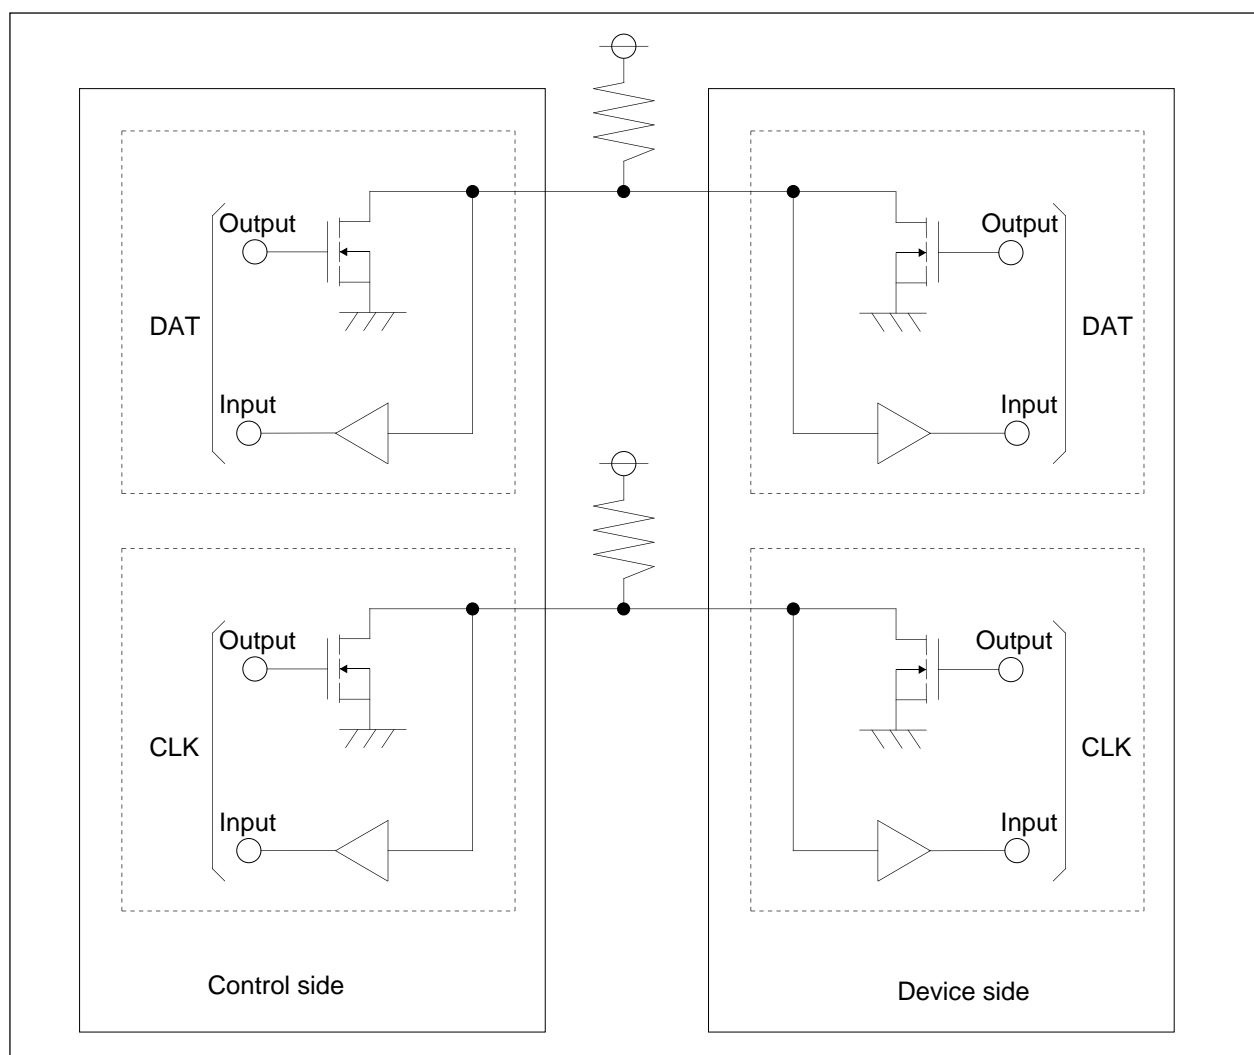 Output
DAT
Input
Output
DAT
Input
Output
CLK
Input
Output
CLK
Input
Control side
Device side